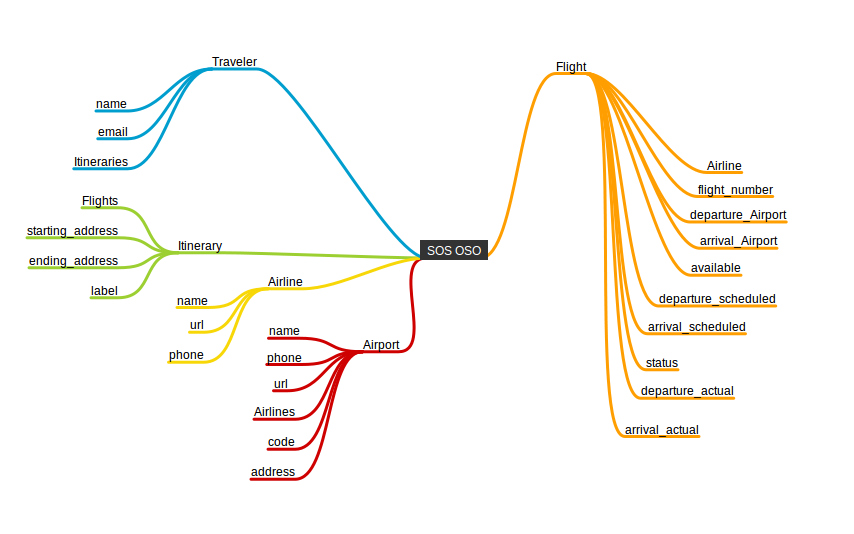 SOS OSO
Traveler
name
email
Itineraries
Itinerary
Flights
starting_address
ending_address
label
Airline
name
url
phone
Airport
name
phone
url
Airlines
code
address
Flight
Airline
flight_number
departure_Airport
arrival_Airport
available
departure_scheduled
arrival_scheduled
status
departure_actual
arrival_actual